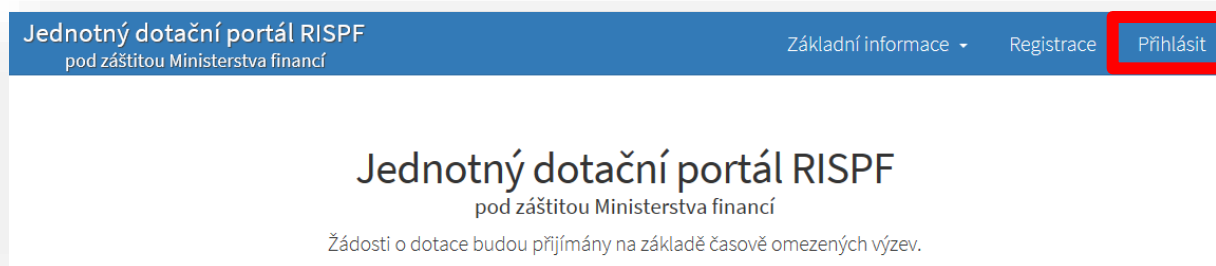 Jednotný dotační portál RISPF
pod záštitou Ministerstva financí
Základní informace Registrace Přihlásit
Jednotný dotační portál RISPF
pod záštitou Ministerstva financí
Žádosti o dotace budou přijímány na základě časově omezených výzev.